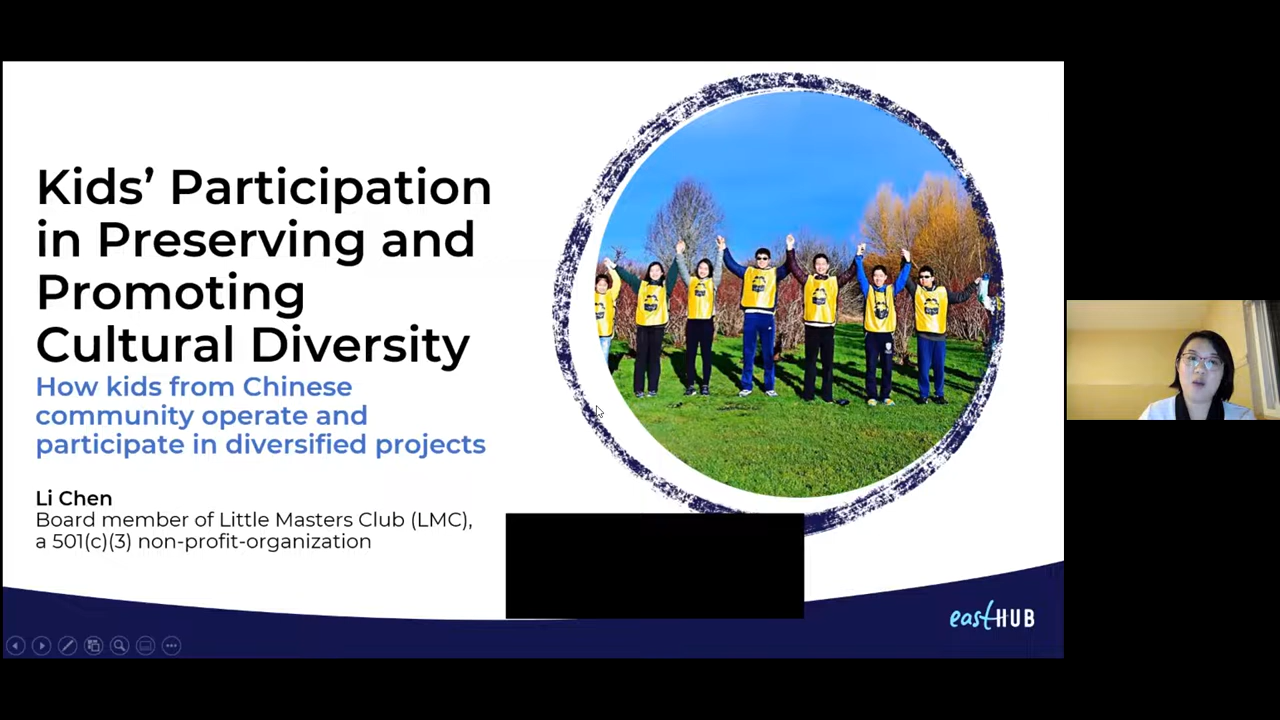 Kids’ Participation
in Preserving and
Promoting
Cultural Diversity
How kids from Chinese
community operate and
participate in diversified projects
Li Chen
Board member of Little Masters Club (LMC),
a 501(c)(3) non-profit-organization
eastHUB